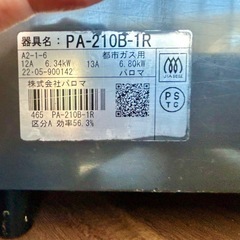 器具名: PA-210B-1R
A2-1-6 都市ガス用
12A 6.34kW 13A 6.80kW
22・05-900142 パロマ
株式会社パロマ
465 PA-210B-1R
区分A 効率56.3%
PS
TG